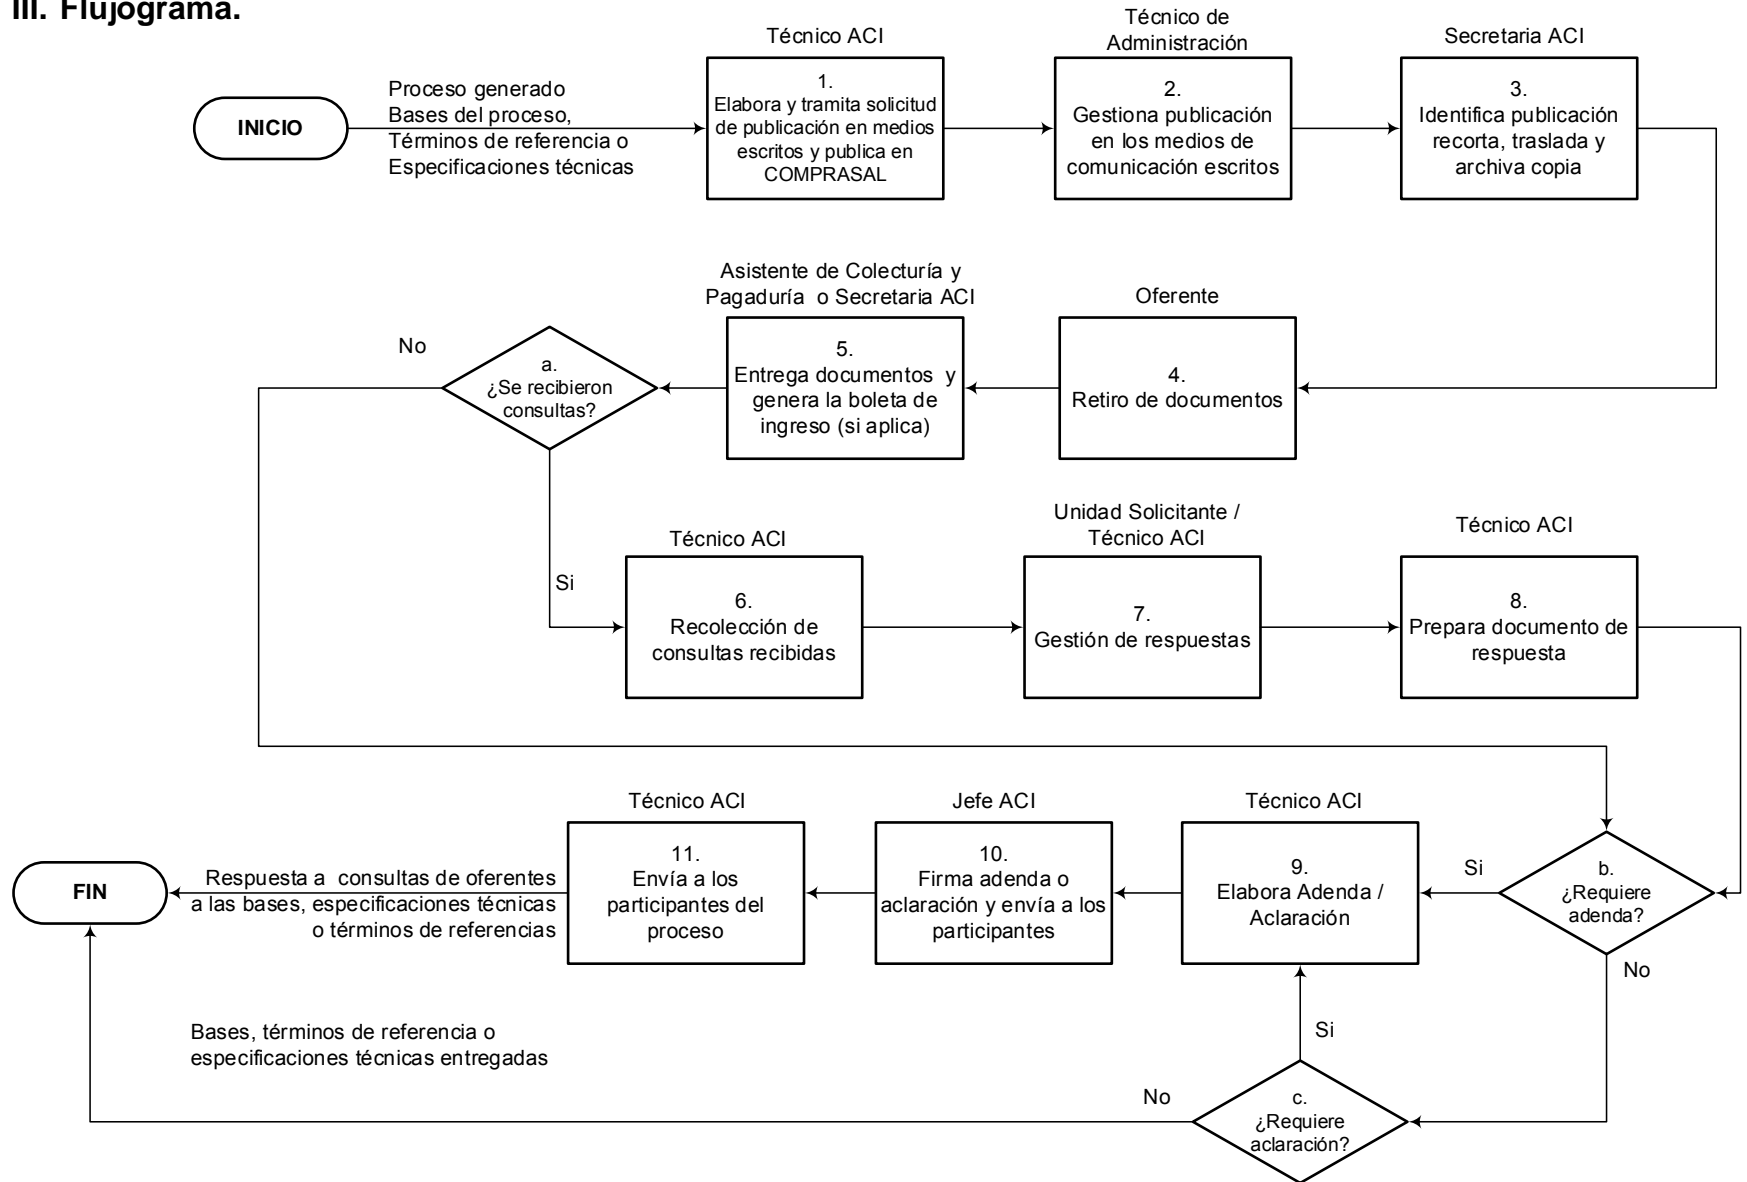 III. Flujograma.
INICIO
Proceso generado
Bases del proceso,
Términos de referencia o
Especificaciones técnicas
Técnico ACI
1.
Elabora y tramita solicitud
de publicación en medios
escritos y publica en
COMPRASAL
Técnico de
Administración
2.
Gestiona publicación
en los medios de
comunicación escritos
Secretaria ACI
3.
Identifica publicación
recorta, traslada y
archiva copia
Oferente
4.
Retiro de documentos
Asistente de Colecturía y
Pagaduría o Secretaria ACI
5.
Entrega documentos y
genera la boleta de
ingreso (si aplica)
a.
¿Se recibieron
consultas?
No
Si
Técnico ACI
6.
Recolección de
consultas recibidas
Unidad Solicitante /
Técnico ACI
7.
Gestión de respuestas
Técnico ACI
8.
Prepara documento de
respuesta
b.
¿Requiere
adenda?
Si
No
Técnico ACI
9.
Elabora Adenda /
Aclaración
Jefe ACI
10.
Firma adenda o
aclaración y envía a los
participantes
Técnico ACI
11.
Envía a los
participantes del
proceso
Respuesta a consultas de oferentes
a las bases, especificaciones técnicas
o términos de referencias
FIN
c.
¿Requiere
aclaración?
Si
No
Bases, términos de referencia o
especificaciones técnicas entregadas